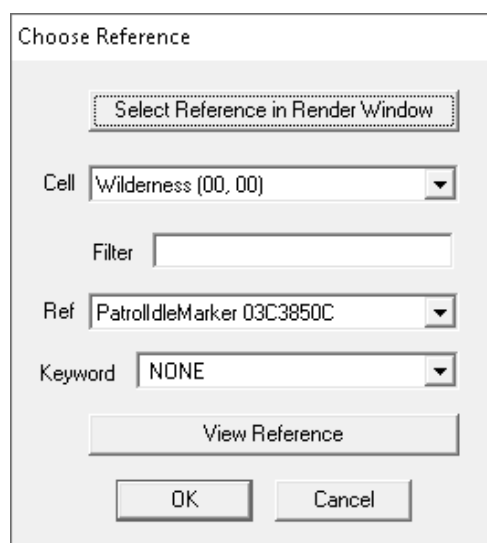 Choose Reference
Select Reference in Render Window
Cell Wilderness (00, 00)
Filter
Ref PatrolIdleMarker 03C3850C
Keyword NONE
View Reference
OK Cancel